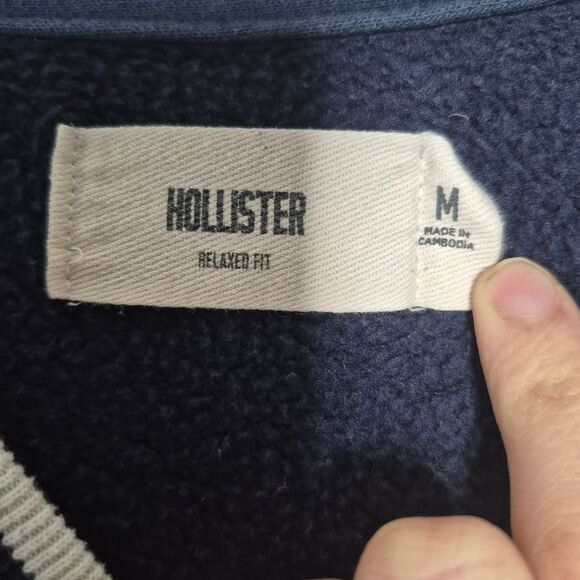 HOLLISTER
RELAXED FIT
M
MADE IN
CAMBODIA